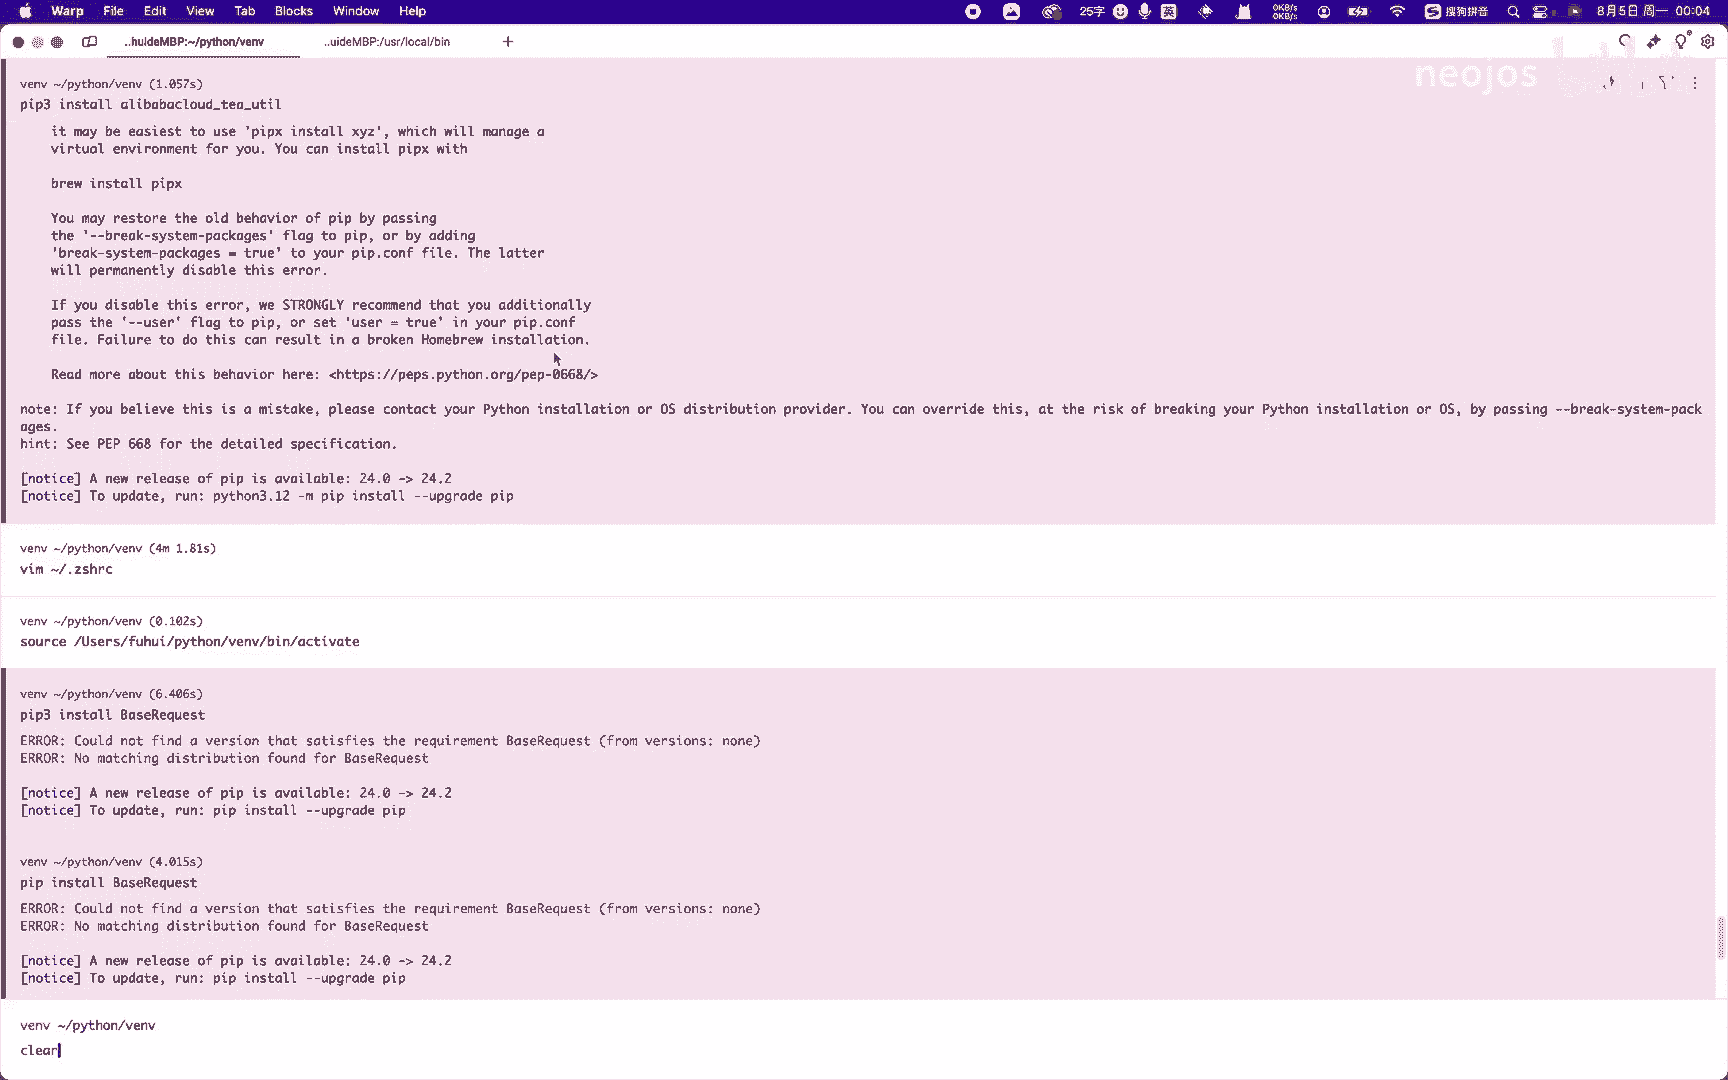 Warp File Edit View Tab Blocks Window Help 25字 英 0KB/s 0KB/s 搜狗拼音 8月5日 周一 00:04
..huideMBP:~/python/venv ..uideMBP:/usr/local/bin +
neojos
venv ~/python/venv (1.057s)
pip3 install alibabacloud_tea_util
it may be easiest to use 'pipx install xyz', which will manage a
virtual environment for you. You can install pipx with
brew install pipx
You may restore the old behavior of pip by passing
the '--break-system-packages' flag to pip, or by adding
'break-system-packages = true' to your pip.conf file. The latter
will permanently disable this error.
If you disable this error, we STRONGLY recommend that you additionally
pass the '--user' flag to pip, or set 'user = true' in your pip.conf
file. Failure to do this can result in a broken Homebrew installation.
Read more about this behavior here: <https://peps.python.org/pep-0668/>
note: If you believe this is a mistake, please contact your Python installation or OS distribution provider. You can override this, at the risk of breaking your Python installation or OS, by passing --break-system-pack
ages.
hint: See PEP 668 for the detailed specification.
[notice] A new release of pip is available: 24.0 -> 24.2
[notice] To update, run: python3.12 -m pip install --upgrade pip
venv ~/python/venv (4m 1.81s)
vim ~/.zshrc
venv ~/python/venv (0.102s)
source /Users/fuhui/python/venv/bin/activate
venv ~/python/venv (6.406s)
pip3 install BaseRequest
ERROR: Could not find a version that satisfies the requirement BaseRequest (from versions: none)
ERROR: No matching distribution found for BaseRequest
[notice] A new release of pip is available: 24.0 -> 24.2
[notice] To update, run: pip install --upgrade pip
venv ~/python/venv (4.015s)
pip install BaseRequest
ERROR: Could not find a version that satisfies the requirement BaseRequest (from versions: none)
ERROR: No matching distribution found for BaseRequest
[notice] A new release of pip is available: 24.0 -> 24.2
[notice] To update, run: pip install --upgrade pip
venv ~/python/venv
clear